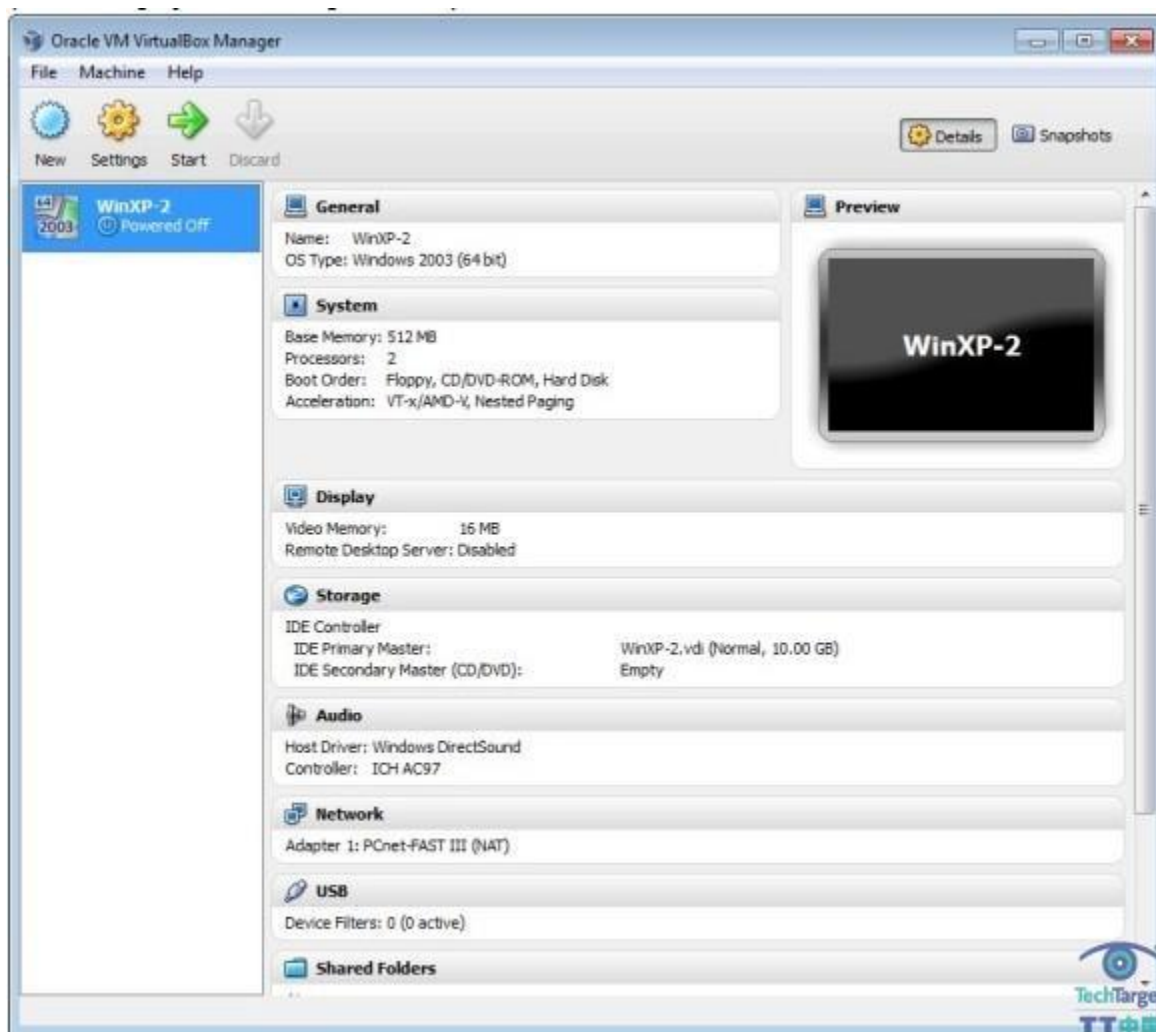 Oracle VM VirtualBox Manager
File Machine Help
New Settings Start Discard
Details Snapshots
64
2003
WinXP-2
Powered Off
General
Name: WinXP-2
OS Type: Windows 2003 (64 bit)
System
Base Memory: 512 MB
Processors: 2
Boot Order: Floppy, CD/DVD-ROM, Hard Disk
Acceleration: VT-x/AMD-V, Nested Paging
Preview
WinXP-2
Display
Video Memory: 16 MB
Remote Desktop Server: Disabled
Storage
IDE Controller
IDE Primary Master: WinXP-2.vdi (Normal, 10.00 GB)
IDE Secondary Master (CD/DVD): Empty
Audio
Host Driver: Windows DirectSound
Controller: ICH AC97
Network
Adapter 1: PCnet-FAST III (NAT)
USB
Device Filters: 0 (0 active)
Shared Folders
TechTarge